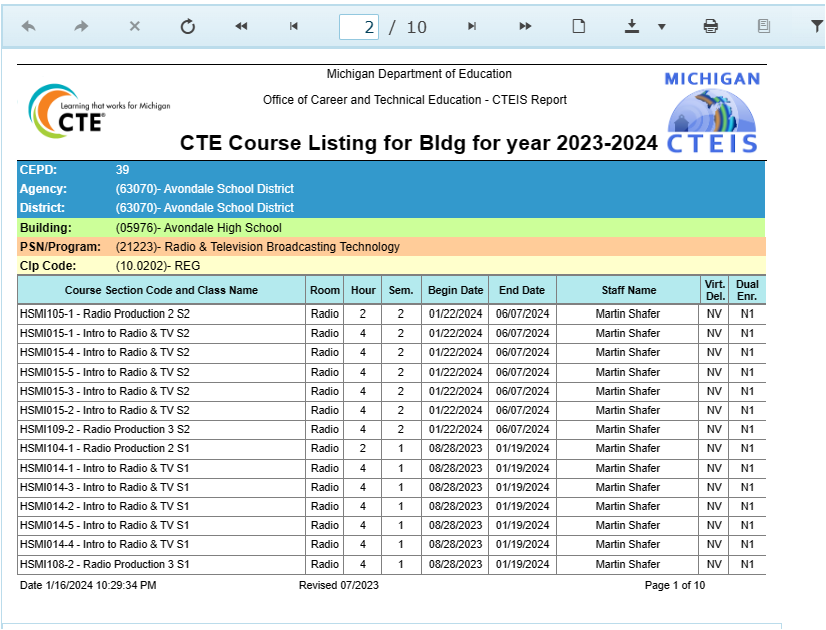 2 / 10
Michigan Department of Education
Office of Career and Technical Education - CTEIS Report
CTE Course Listing for Bldg for year 2023-2024
Learning that works for Michigan
CTE®
MICHIGAN
CTEIS
CEPD: 39
Agency: (63070)- Avondale School District
District: (63070)- Avondale School District
Building: (05976)- Avondale High School
PSN/Program: (21223)- Radio & Television Broadcasting Technology
CIp Code: (10.0202)- REG
Course Section Code and Class Name Room Hour Sem. Begin Date End Date Staff Name Virt. Del. Dual Enr.
HSMI105-1 - Radio Production 2 S2 Radio 2 2 01/22/2024 06/07/2024 Martin Shafer NV N1
HSMI015-1 - Intro to Radio & TV S2 Radio 4 2 01/22/2024 06/07/2024 Martin Shafer NV N1
HSMI015-4 - Intro to Radio & TV S2 Radio 4 2 01/22/2024 06/07/2024 Martin Shafer NV N1
HSMI015-5 - Intro to Radio & TV S2 Radio 4 2 01/22/2024 06/07/2024 Martin Shafer NV N1
HSMI015-3 - Intro to Radio & TV S2 Radio 4 2 01/22/2024 06/07/2024 Martin Shafer NV N1
HSMI015-2 - Intro to Radio & TV S2 Radio 4 2 01/22/2024 06/07/2024 Martin Shafer NV N1
HSMI109-2 - Radio Production 3 S2 Radio 4 2 01/22/2024 06/07/2024 Martin Shafer NV N1
HSMI104-1 - Radio Production 2 S1 Radio 2 1 08/28/2023 01/19/2024 Martin Shafer NV N1
HSMI014-1 - Intro to Radio & TV S1 Radio 4 1 08/28/2023 01/19/2024 Martin Shafer NV N1
HSMI014-3 - Intro to Radio & TV S1 Radio 4 1 08/28/2023 01/19/2024 Martin Shafer NV N1
HSMI014-2 - Intro to Radio & TV S1 Radio 4 1 08/28/2023 01/19/2024 Martin Shafer NV N1
HSMI014-5 - Intro to Radio & TV S1 Radio 4 1 08/28/2023 01/19/2024 Martin Shafer NV N1
HSMI014-4 - Intro to Radio & TV S1 Radio 4 1 08/28/2023 01/19/2024 Martin Shafer NV N1
HSMI108-2 - Radio Production 3 S1 Radio 4 1 08/28/2023 01/19/2024 Martin Shafer NV N1
Date 1/16/2024 10:29:34 PM Revised 07/2023 Page 1 of 10